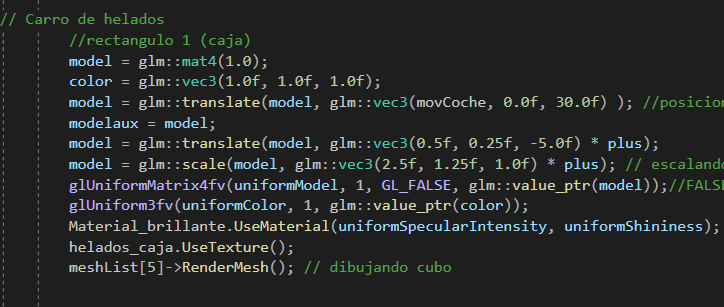 // Carro de helados
//rectangulo 1 (caja)
model = glm::mat4(1.0);
color = glm::vec3(1.0f, 1.0f, 1.0f);
model = glm::translate(model, glm::vec3(movCoche, 0.0f, 30.0f) ); //posicion
modelaux = model;
model = glm::translate(model, glm::vec3(0.5f, 0.25f, -5.0f) * plus);
model = glm::scale(model, glm::vec3(2.5f, 1.25f, 1.0f) * plus); // escalando
glUniformMatrix4fv(uniformModel, 1, GL_FALSE, glm::value_ptr(model));//FALSE
glUniform3fv(uniformColor, 1, glm::value_ptr(color));
Material_brillante.UseMaterial(uniformSpecularIntensity, uniformShininess);
helados_caja.UseTexture();
meshList[5]->RenderMesh(); // dibujando cubo